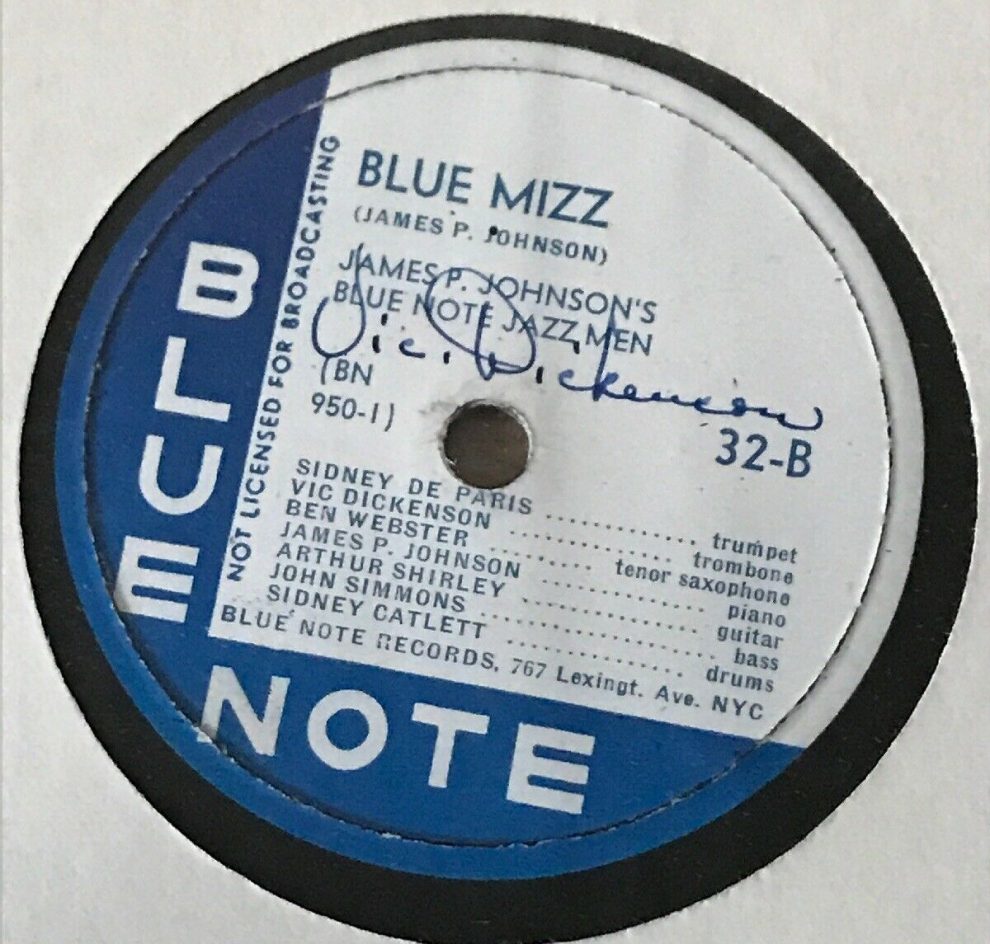 BLUE MIZZ
(JAMES P. JOHNSON)
JAMES P. JOHNSON'S
BLUE NOTE JAZZ MEN
Vic. Dickenson
(BN
950-1)
32-B
SIDNEY DE PARIS .............. trumpet
VIC DICKENSON ................ trombone
BEN WEBSTER ......... tenor saxophone
JAMES P. JOHNSON ................ piano
ARTHUR SHIRLEY ................ guitar
JOHN SIMMONS .................... bass
SIDNEY CATLETT ................ drums
BLUE NOTE RECORDS, 767 Lexingt. Ave. NYC
NOT LICENSED FOR BROADCASTING
BLUE
NOTE